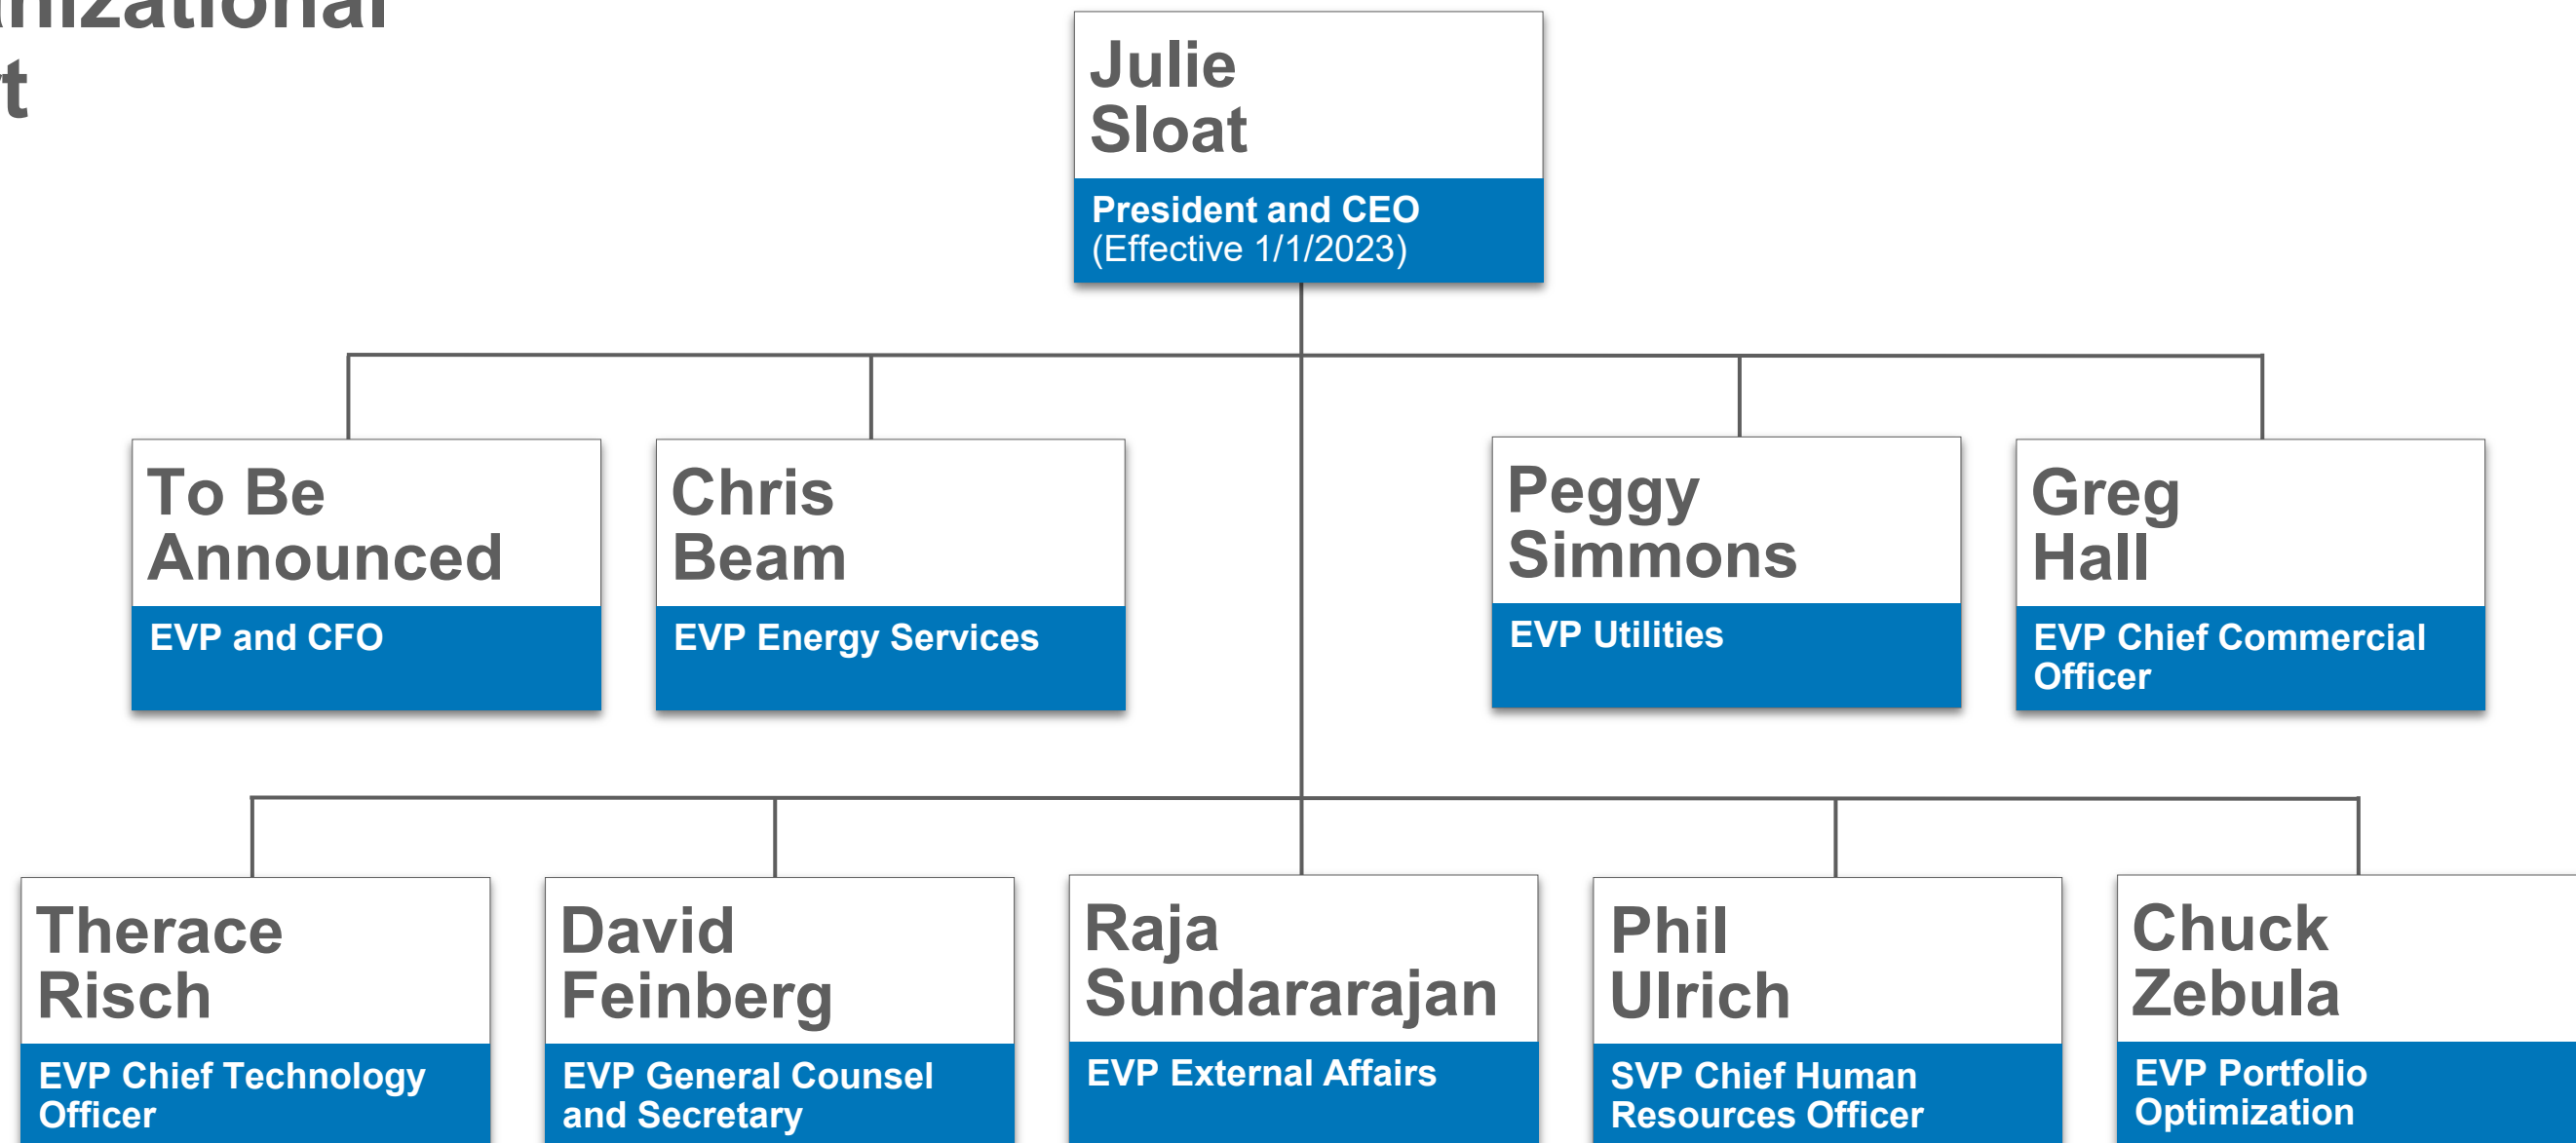 Julie
Sloat
President and CEO
(Effective 1/1/2023)
To Be
Announced
EVP and CFO
Chris
Beam
EVP Energy Services
Peggy
Simmons
EVP Utilities
Greg
Hall
EVP Chief Commercial
Officer
Therace
Risch
EVP Chief Technology
Officer
David
Feinberg
EVP General Counsel
and Secretary
Raja
Sundararajan
EVP External Affairs
Phil
Ulrich
SVP Chief Human
Resources Officer
Chuck
Zebula
EVP Portfolio
Optimization